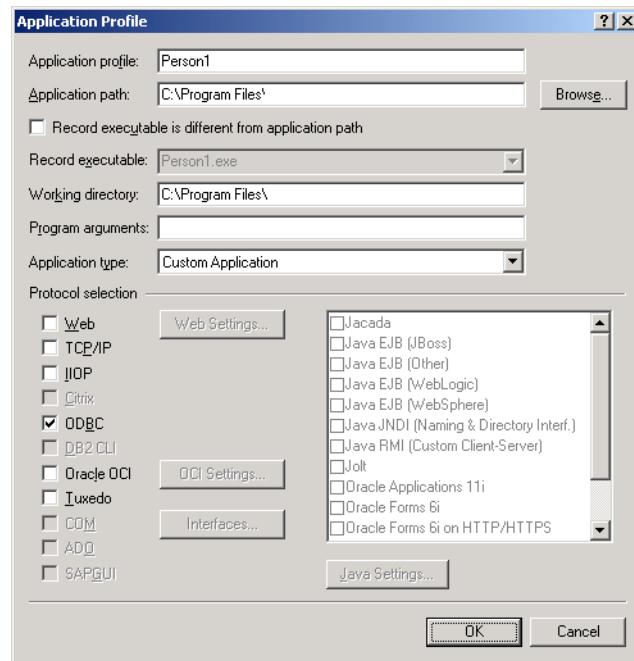 Application Profile
Application profile: Person1
Application path: C:\Program Files\ Browse...
Record executable is different from application path
Record executable: Person1.exe
Working directory: C:\Program Files\
Program arguments:
Application type: Custom Application
Protocol selection
Web Web Settings...
TCP/IP
IIOP
Citrix
ODBC
DB2 CLI
Oracle OCI OCI Settings...
Tuxedo
COM Interfaces...
ADO
SAPGUI
Jacada
Java EJB (JBoss)
Java EJB (Other)
Java EJB (WebLogic)
Java EJB (WebSphere)
Java JNDI (Naming & Directory Interf.)
Java RMI (Custom Client-Server)
Jolt
Oracle Applications 11i
Oracle Forms 6i
Oracle Forms 6i on HTTP/HTTPS
Java Settings...
OK Cancel